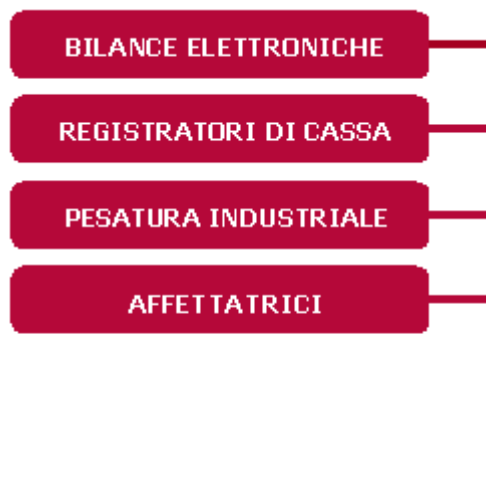 BILANCE ELETTRONICHE
REGISTRATORI DI CASSA
PESATURA INDUSTRIALE
AFFETTATRICI